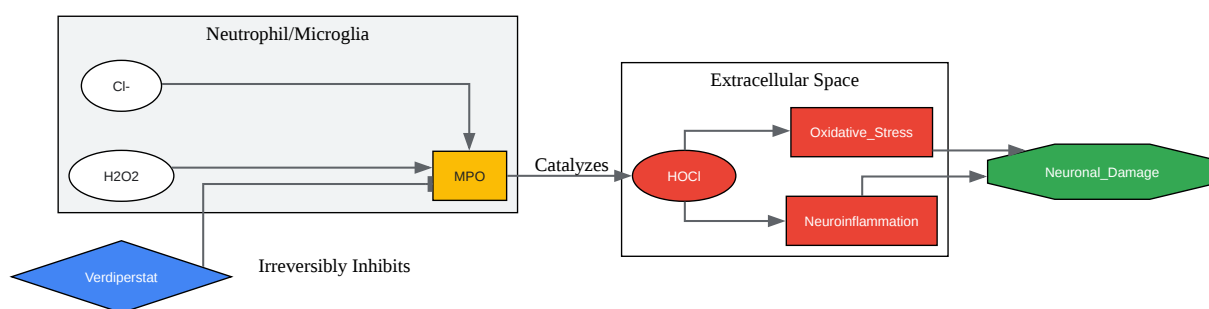 Neutrophil/Microglia
Cl-
H2O2
MPO
Verdiperstat
Irreversibly Inhibits
Catalyzes
Extracellular Space
HOCl
Oxidative_Stress
Neuroinflammation
Neuronal_Damage